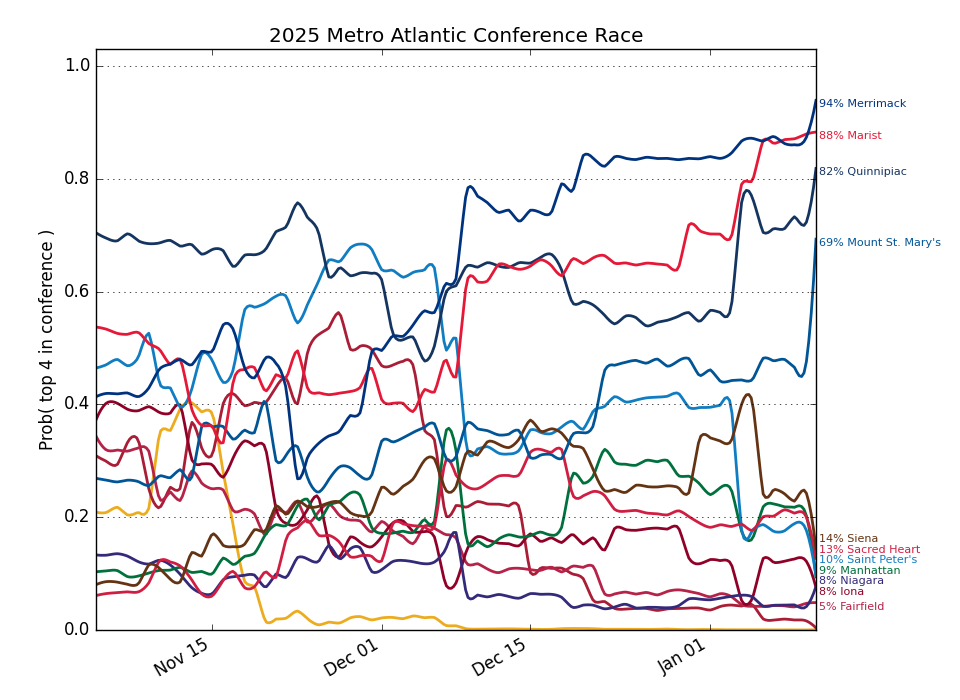 2025 Metro Atlantic Conference Race
Prob( top 4 in conference )
1.0
0.8
0.6
0.4
0.2
0.0
Nov 15
Dec 01
Dec 15
Jan 01
94% Merrimack
88% Marist
82% Quinnipiac
69% Mount St. Mary's
14% Siena
13% Sacred Heart
10% Saint Peter's
9% Manhattan
8% Niagara
8% Iona
5% Fairfield